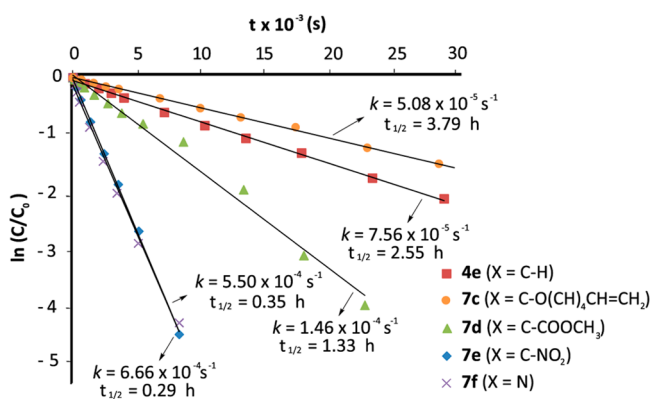 t x 10⁻³ (s)
0 5 10 15 20 25 30
0
-1
-2
-3
-4
-5
ln (C/C₀)
k = 5.08 x 10⁻⁵ s⁻¹
t₁/₂ = 3.79 h
k = 7.56 x 10⁻⁵ s⁻¹
t₁/₂ = 2.55 h
k = 5.50 x 10⁻⁴ s⁻¹
t₁/₂ = 0.35 h
k = 1.46 x 10⁻⁴ s⁻¹
t₁/₂ = 1.33 h
k = 6.66 x 10⁻⁴ s⁻¹
t₁/₂ = 0.29 h
4e (X = C-H)
7c (X = C-O(CH)₄CH=CH₂)
7d (X = C-COOCH₃)
7e (X = C-NO₂)
7f (X = N)